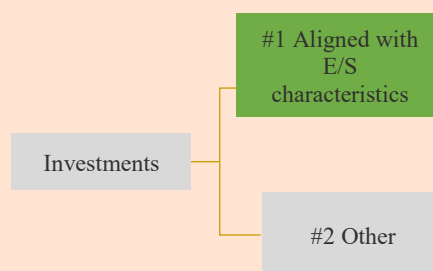 #1 Aligned with
E/S
characteristics
Investments
#2 Other